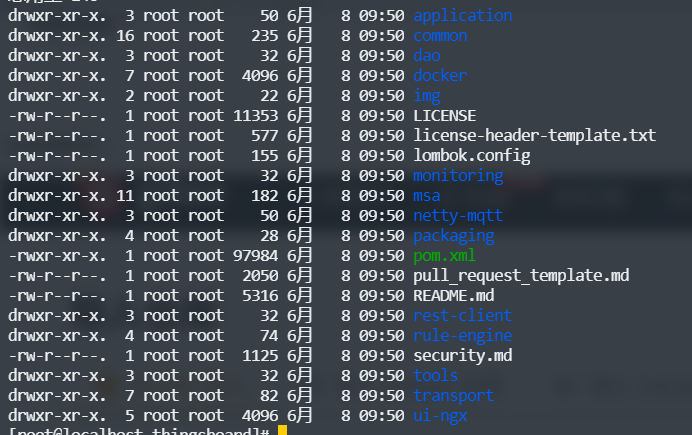 drwxr-xr-x. 3 root root 50 6月 8 09:50 application
drwxr-xr-x. 16 root root 235 6月 8 09:50 common
drwxr-xr-x. 3 root root 32 6月 8 09:50 dao
drwxr-xr-x. 7 root root 4096 6月 8 09:50 docker
drwxr-xr-x. 2 root root 22 6月 8 09:50 img
-rw-r--r--. 1 root root 11353 6月 8 09:50 LICENSE
-rw-r--r--. 1 root root 577 6月 8 09:50 license-header-template.txt
-rw-r--r--. 1 root root 155 6月 8 09:50 lombok.config
drwxr-xr-x. 3 root root 32 6月 8 09:50 monitoring
drwxr-xr-x. 11 root root 182 6月 8 09:50 msa
drwxr-xr-x. 3 root root 50 6月 8 09:50 netty-mqtt
drwxr-xr-x. 4 root root 28 6月 8 09:50 packaging
-rwxr-xr-x. 1 root root 97984 6月 8 09:50 pom.xml
-rw-r--r--. 1 root root 2050 6月 8 09:50 pull_request_template.md
-rw-r--r--. 1 root root 5316 6月 8 09:50 README.md
drwxr-xr-x. 3 root root 32 6月 8 09:50 rest-client
drwxr-xr-x. 4 root root 74 6月 8 09:50 rule-engine
-rw-r--r--. 1 root root 1125 6月 8 09:50 security.md
drwxr-xr-x. 3 root root 32 6月 8 09:50 tools
drwxr-xr-x. 7 root root 82 6月 8 09:50 transport
drwxr-xr-x. 5 root root 4096 6月 8 09:50 ui-ngx
[root@localhost thingsboard]#